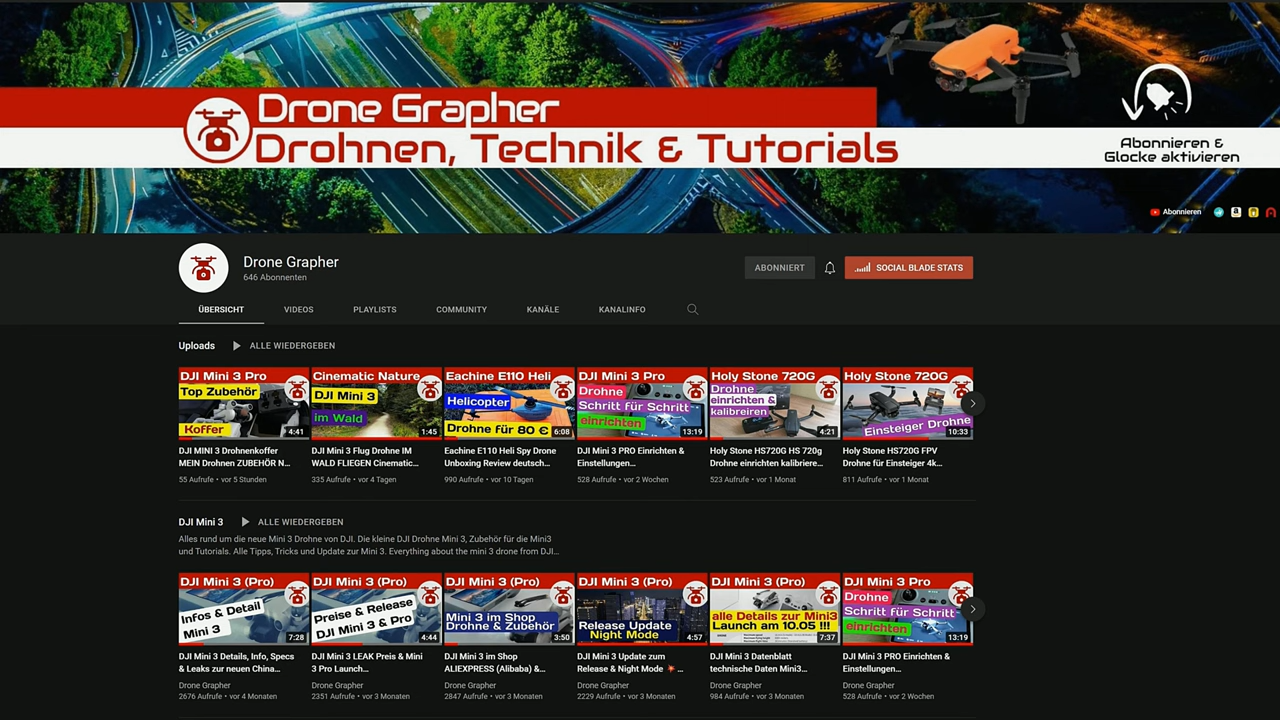 Drone Grapher
Drohnen, Technik & Tutorials
Abonnieren &
Glocke aktivieren
Abonnieren
Drone Grapher
646 Abonnenten
ABONNIERT
SOCIAL BLADE STATS
ÜBERSICHT VIDEOS PLAYLISTS COMMUNITY KANÄLE KANALINFO
Uploads ALLE WIEDERGEBEN
DJI Mini 3 Pro
Top Zubehör
Koffer
4:41
DJI MINI 3 Drohnenkoffer
MEIN Drohnen ZUBEHÖR N...
55 Aufrufe • vor 5 Stunden
Cinematic Nature
DJI Mini 3
im Wald
1:45
DJI Mini 3 Flug Drohne IM
WALD FLIEGEN Cinematic...
335 Aufrufe • vor 4 Tagen
Eachine E110 Heli
Helicopter
Drohne für 80 €
6:08
Eachine E110 Heli Spy Drone
Unboxing Review deutsch...
990 Aufrufe • vor 10 Tagen
DJI Mini 3 Pro
Drohne
Schritt für Schritt
einrichten
13:19
DJI Mini 3 PRO Einrichten &
Einstellungen...
528 Aufrufe • vor 2 Wochen
Holy Stone 720G
Drohne
einrichten &
kalibreiren
4:21
Holy Stone HS720G HS 720g
Drohne einrichten kalibriere...
523 Aufrufe • vor 1 Monat
Holy Stone 720G
Einsteiger Drohne
10:33
Holy Stone HS720G FPV
Drohne für Einsteiger 4k...
811 Aufrufe • vor 1 Monat
DJI Mini 3 ALLE WIEDERGEBEN
Alles rund um die neue Mini 3 Drohne von DJI. Die kleine DJI Drohne Mini 3, Zubehör für die Mini3
und Tutorials. Alle Tipps, Tricks und Update zur Mini 3. Everything about the mini 3 drone from DJI...
DJI Mini 3 (Pro)
Infos & Detail
Mini 3
7:28
DJI Mini 3 Details, Info, Specs
& Leaks zur neuen China...
Drone Grapher
2676 Aufrufe • vor 4 Monaten
DJI Mini 3 (Pro)
Preise & Release
DJI Mini 3 & Pro
4:44
DJI Mini 3 LEAK Preis & Mini
3 Pro Launch...
Drone Grapher
2351 Aufrufe • vor 3 Monaten
DJI Mini 3 (Pro)
Mini 3 im Shop
Drohne & Zubehör
3:50
DJI Mini 3 im Shop
ALIEXPRESS (Alibaba) &...
Drone Grapher
2847 Aufrufe • vor 3 Monaten
DJI Mini 3 (Pro)
Release Update
Night Mode
4:57
DJI Mini 3 Update zum
Release & Night Mode 💥 ...
Drone Grapher
2229 Aufrufe • vor 3 Monaten
DJI Mini 3 (Pro)
alle Details zur Mini3
Launch am 10.05 !!!
7:37
DJI Mini 3 Datenblatt
technische Daten Mini3...
Drone Grapher
984 Aufrufe • vor 3 Monaten
DJI Mini 3 Pro
Drohne
Schritt für Schritt
einrichten
13:19
DJI Mini 3 PRO Einrichten &
Einstellungen...
Drone Grapher
528 Aufrufe • vor 2 Wochen